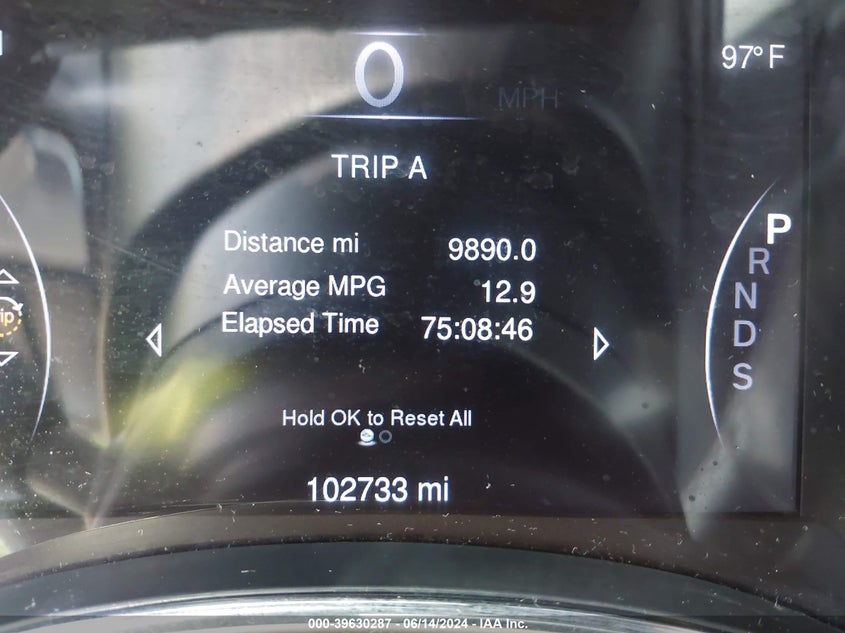 0
MPH
97° F
TRIP A
Distance mi 9890.0
Average MPG 12.9
Elapsed Time 75:08:46
P
R
N
D
S
Hold OK to Reset All
102733 mi
000-39630287 - 06/14/2024 - IAA Inc.